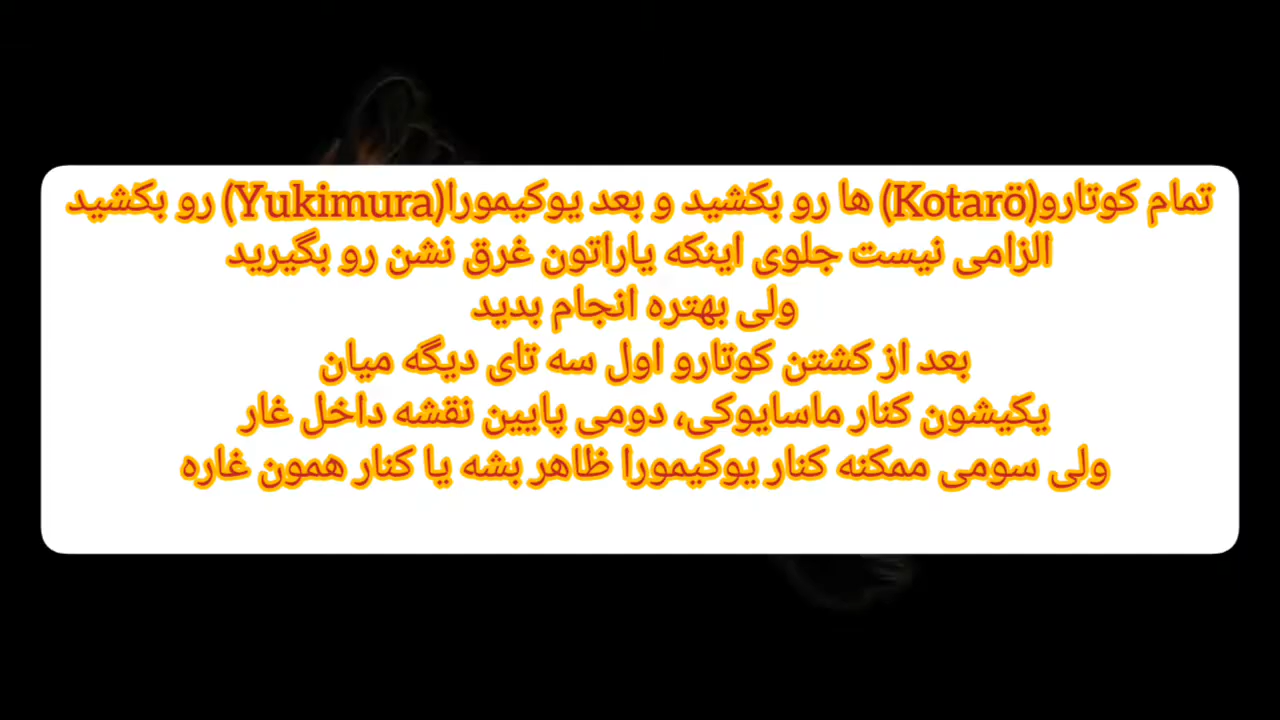 تمام کوتارو(Kotarö) ها رو بکشید و بعد یوکیمورا(Yukimura) رو بکشید
الزامی نیست جلوی اینکه یاراتون غرق نشن رو بگیرید
ولی بهتره انجام بدید
بعد از کشتن کوتارو اول سه تای دیگه میان
یکیشون کنار ماسایوکی، دومی پایین نقشه داخل غار
ولی سومی ممکنه کنار یوکیمورا ظاهر بشه یا کنار همون غاره